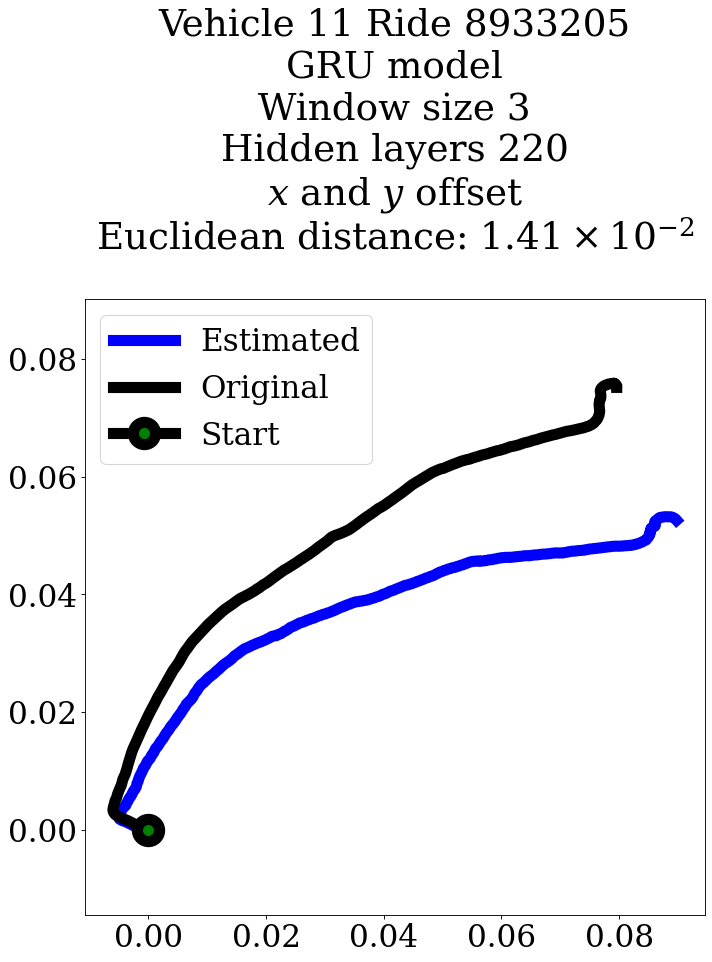 Vehicle 11 Ride 8933205
GRU model
Window size 3
Hidden layers 220
x and y offset
Euclidean distance: 1.41 × 10⁻²
Estimated
Original
Start
0.08
0.06
0.04
0.02
0.00
0.00 0.02 0.04 0.06 0.08